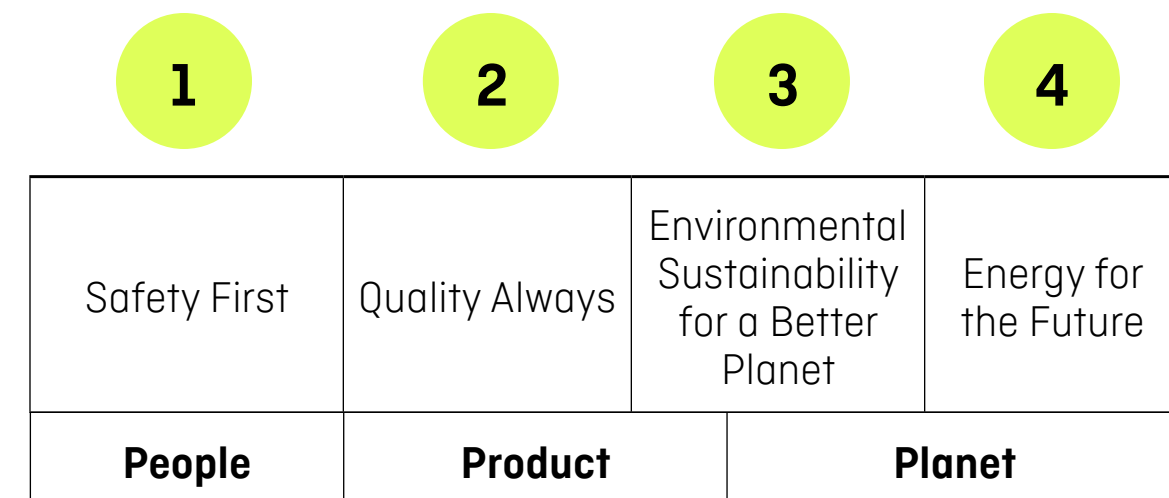 1
2
3
4
Safety First
Quality Always
Environmental
Sustainability
for a Better
Planet
Energy for
the Future
People
Product
Planet